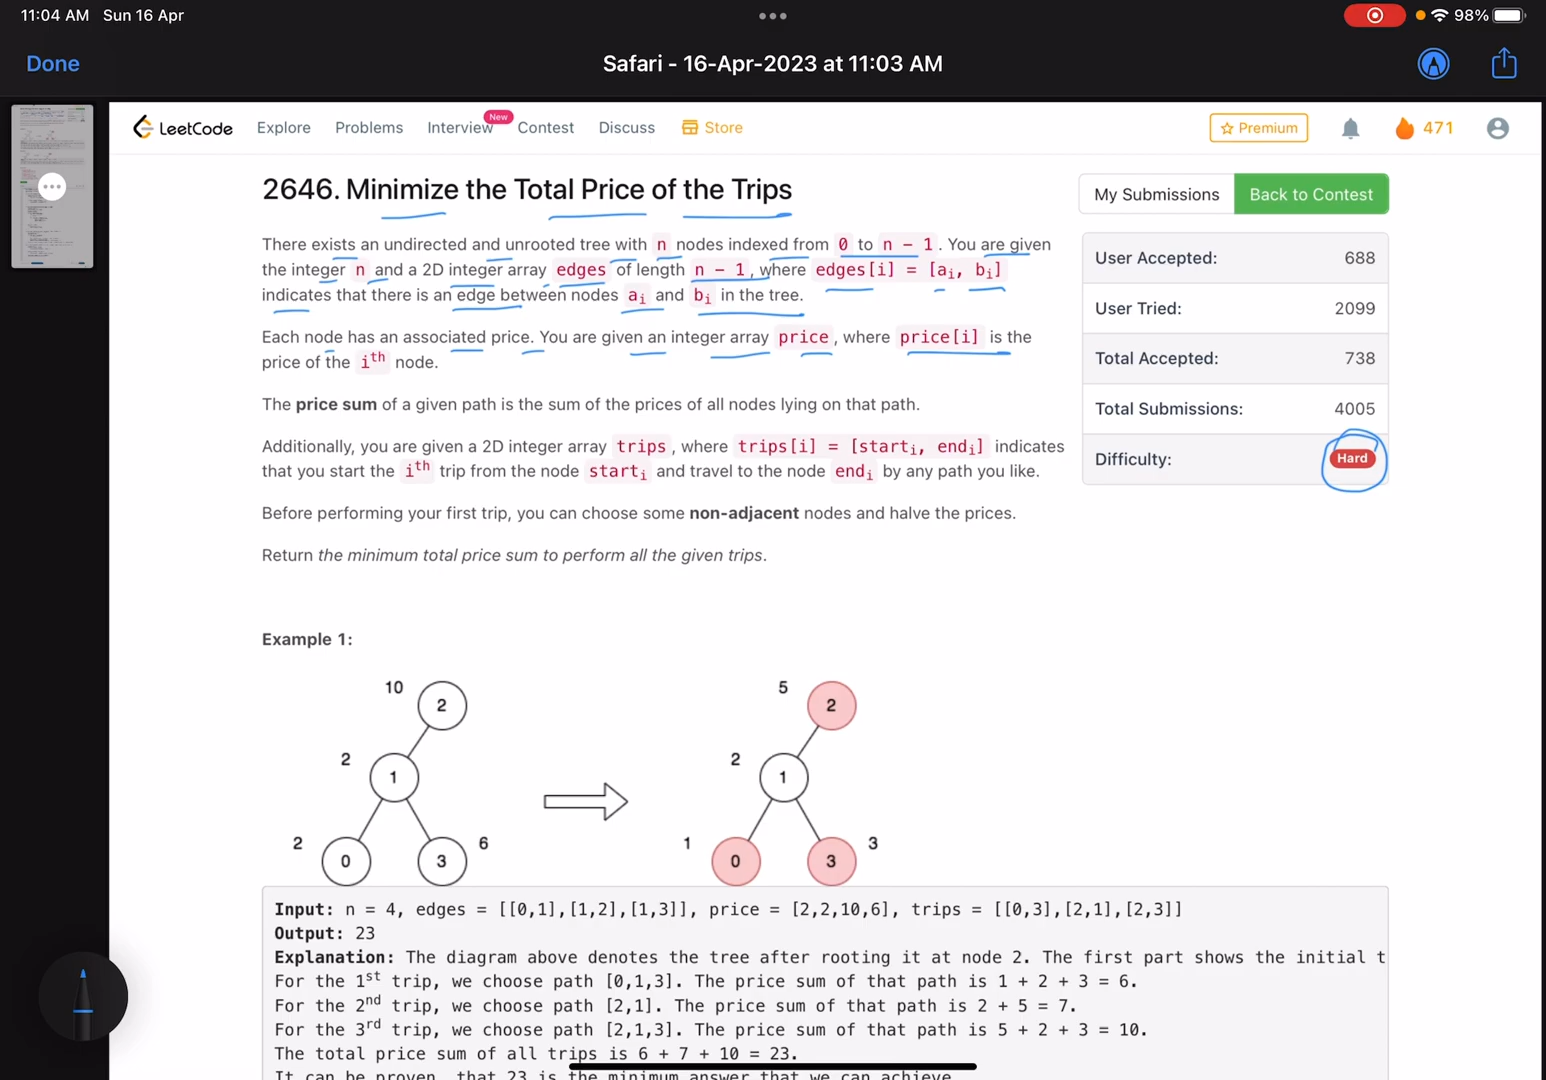 11:04 AM Sun 16 Apr
98%
Done
Safari - 16-Apr-2023 at 11:03 AM
LeetCode Explore Problems Interview New Contest Discuss Store Premium 471
2646. Minimize the Total Price of the Trips
My Submissions Back to Contest
There exists an undirected and unrooted tree with n nodes indexed from 0 to n - 1. You are given
the integer n and a 2D integer array edges of length n - 1, where edges[i] = [aᵢ, bᵢ]
indicates that there is an edge between nodes aᵢ and bᵢ in the tree.
Each node has an associated price. You are given an integer array price, where price[i] is the
price of the iᵗʰ node.
The price sum of a given path is the sum of the prices of all nodes lying on that path.
Additionally, you are given a 2D integer array trips, where trips[i] = [startᵢ, endᵢ] indicates
that you start the iᵗʰ trip from the node startᵢ and travel to the node endᵢ by any path you like.
Before performing your first trip, you can choose some non-adjacent nodes and halve the prices.
Return the minimum total price sum to perform all the given trips.
User Accepted: 688
User Tried: 2099
Total Accepted: 738
Total Submissions: 4005
Difficulty: Hard
Example 1:
10 2 5 2
2 1 2 1
2 0 3 6 1 0 3 3
Input: n = 4, edges = [[0,1],[1,2],[1,3]], price = [2,2,10,6], trips = [[0,3],[2,1],[2,3]]
Output: 23
Explanation: The diagram above denotes the tree after rooting it at node 2. The first part shows the initial t
For the 1ˢᵗ trip, we choose path [0,1,3]. The price sum of that path is 1 + 2 + 3 = 6.
For the 2ⁿᵈ trip, we choose path [2,1]. The price sum of that path is 2 + 5 = 7.
For the 3ʳᵈ trip, we choose path [2,1,3]. The price sum of that path is 5 + 2 + 3 = 10.
The total price sum of all trips is 6 + 7 + 10 = 23.
It can be proven, that 23 is the minimum answer that we can achieve